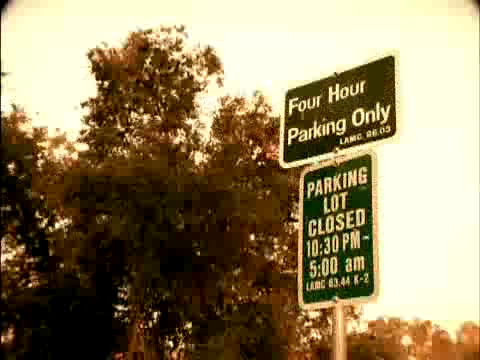 Four Hour
Parking Only
LAMC. 86.03
PARKING
LOT
CLOSED
10:30 PM-
5:00 am
LAMC 63.44 K-2